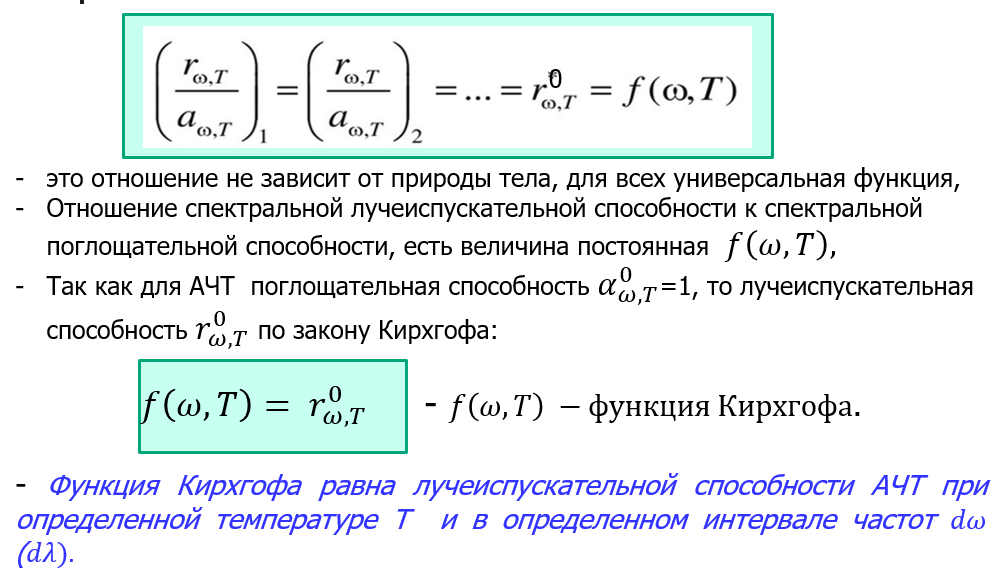 (r_{ω,T}/a_{ω,T})_1 = (r_{ω,T}/a_{ω,T})_2 = ... = r^0_{ω,T} = f(ω,T)
- это отношение не зависит от природы тела, для всех универсальная функция,
- Отношение спектральной лучеиспускательной способности к спектральной
поглощательной способности, есть величина постоянная f(ω,T),
- Так как для АЧТ поглощательная способность α^0_{ω,T}=1, то лучеиспускательная
способность r^0_{ω,T} по закону Кирхгофа:
f(ω,T) = r^0_{ω,T} - f(ω,T) −функция Кирхгофа.
- Функция Кирхгофа равна лучеиспускательной способности АЧТ при
определенной температуре Т и в определенном интервале частот dω
(dλ).